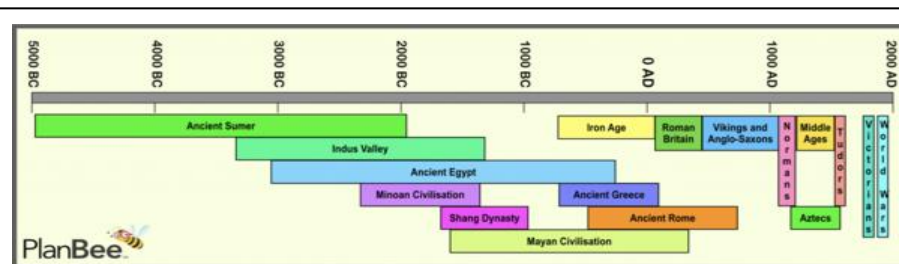 5000 BC
4000 BC
3000 BC
2000 BC
1000 BC
0 AD
1000 AD
2000 AD
Ancient Sumer
Iron Age
Roman
Britain
Vikings and
Anglo-Saxons
Normans
Middle
Ages
Tudors
Victorians
World Wars
Indus Valley
Ancient Egypt
Minoan Civilisation
Ancient Greece
Shang Dynasty
Ancient Rome
Aztecs
Mayan Civilisation
PlanBee